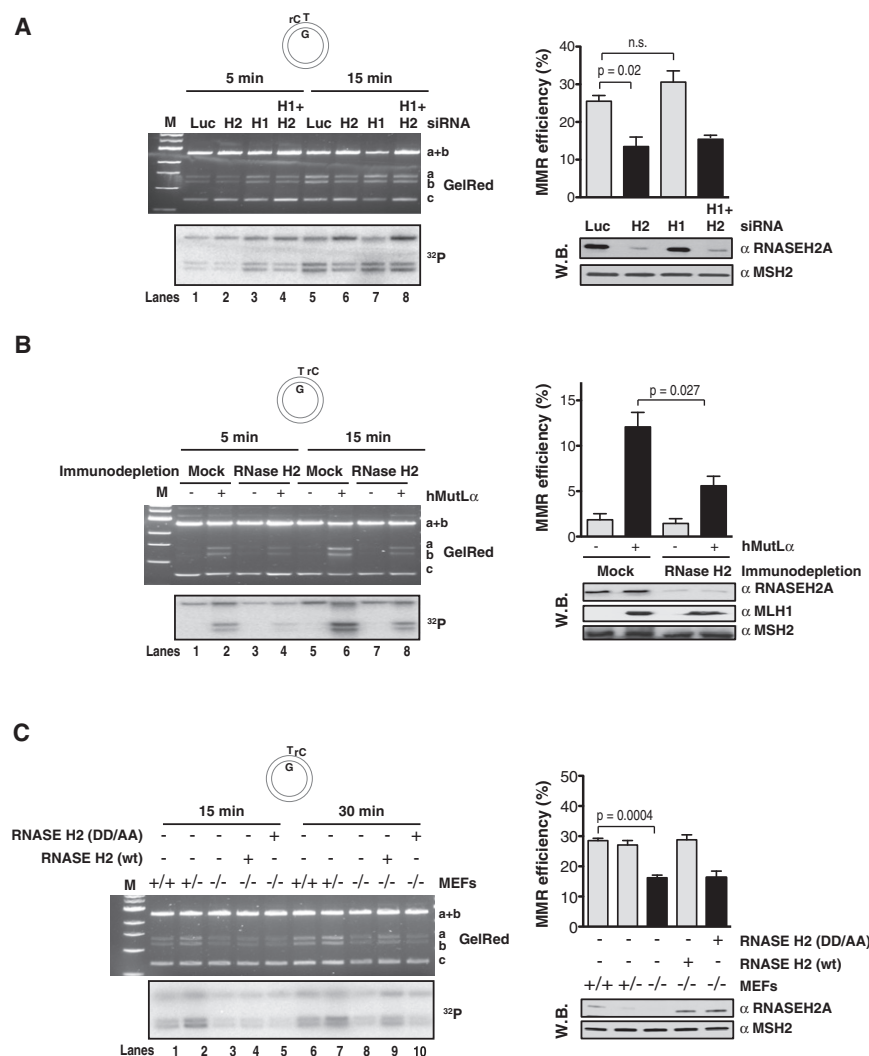 A
rC T
G
5 min 15 min
M Luc H2 H1 H1+ H2 Luc H2 H1 H1+ H2 siRNA
a+b
a
b GelRed
c
32P
Lanes 1 2 3 4 5 6 7 8
MMR efficiency (%)
40
30
20
10
0
n.s.
p = 0.02
Luc H2 H1 H1+ H2 siRNA
W.B.
α RNASEH2A
α MSH2
B
T rC
G
5 min 15 min
Immunodepletion Mock RNase H2 Mock RNase H2
M - + - + - + - + hMutLα
a+b
a
b GelRed
c
32P
Lanes 1 2 3 4 5 6 7 8
MMR efficiency (%)
15
10
5
0
p = 0.027
- + - + hMutLα
Mock RNase H2 Immunodepletion
W.B.
α RNASEH2A
α MLH1
α MSH2
C
T rC
G
15 min 30 min
RNASE H2 (DD/AA) - - - - + - - - - +
RNASE H2 (wt) - - - + - - - - + -
M +/+ +/- -/- -/- -/- +/+ +/- -/- -/- -/- MEFs
a+b
a
b GelRed
c
32P
Lanes 1 2 3 4 5 6 7 8 9 10
MMR efficiency (%)
50
40
30
20
10
0
p = 0.0004
- - - - + RNASE H2 (DD/AA)
- - - + - RNASE H2 (wt)
+/+ +/- -/- -/- -/- MEFs
W.B.
α RNASEH2A
α MSH2